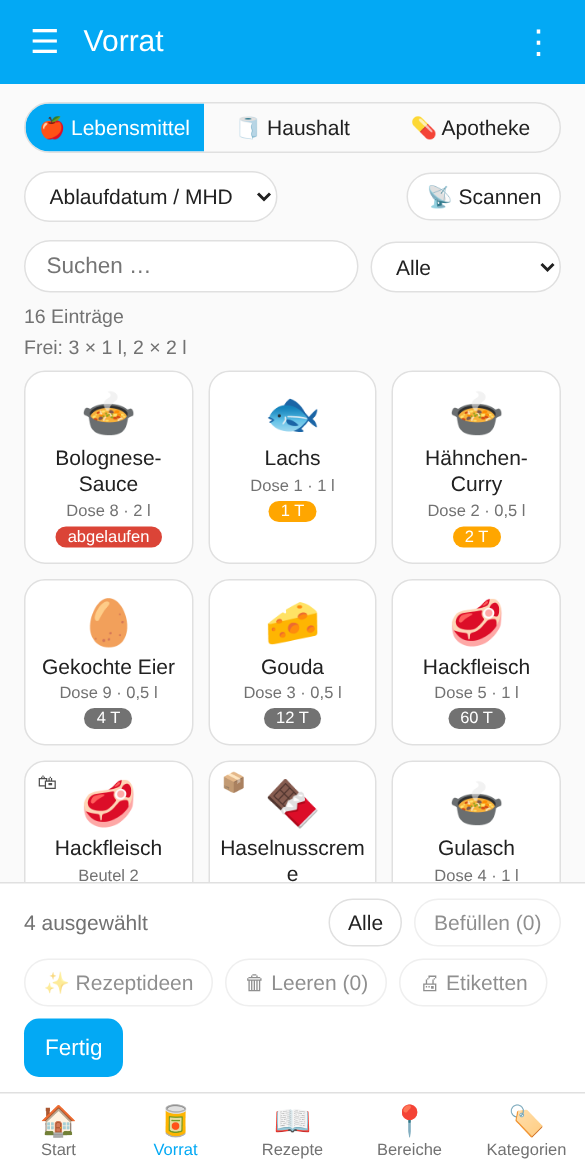 Vorrat
Lebensmittel Haushalt Apotheke
Ablaufdatum / MHD Scannen
Suchen … Alle
16 Einträge
Frei: 3 × 1 l, 2 × 2 l
Bolognese-
Sauce
Dose 8 · 2 l
abgelaufen
Lachs
Dose 1 · 1 l
1 T
Hähnchen-
Curry
Dose 2 · 0,5 l
2 T
Gekochte Eier
Dose 9 · 0,5 l
4 T
Gouda
Dose 3 · 0,5 l
12 T
Hackfleisch
Dose 5 · 1 l
60 T
Hackfleisch
Beutel 2
Haselnusscrem
e
Gulasch
Dose 4 · 1 l
4 ausgewählt Alle Befüllen (0)
Rezeptideen Leeren (0) Etiketten
Fertig
Start Vorrat Rezepte Bereiche Kategorien